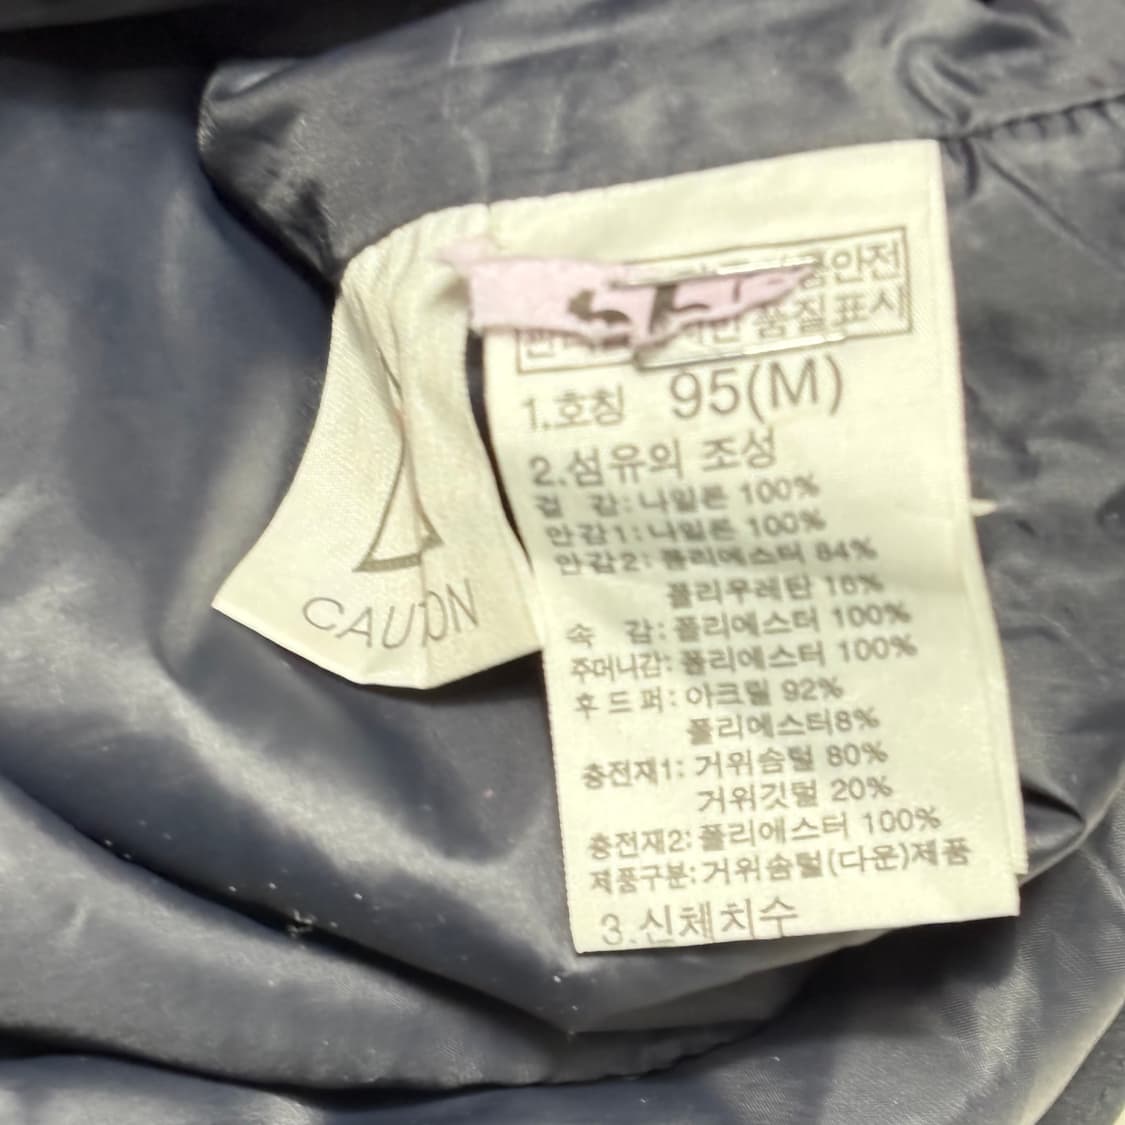 안전
품질표시
1.호칭 95(M)
2.섬유의 조성
겉 감: 나일론 100%
안감1: 나일론 100%
안감2: 폴리에스터 84%
폴리우레탄 16%
속 감: 폴리에스터 100%
주머니감: 폴리에스터 100%
후드퍼: 아크릴 92%
폴리에스터8%
충전재1: 거위솜털 80%
거위깃털 20%
충전재2: 폴리에스터 100%
제품구분: 거위솜털(다운)제품
3.신체치수
CAUTION